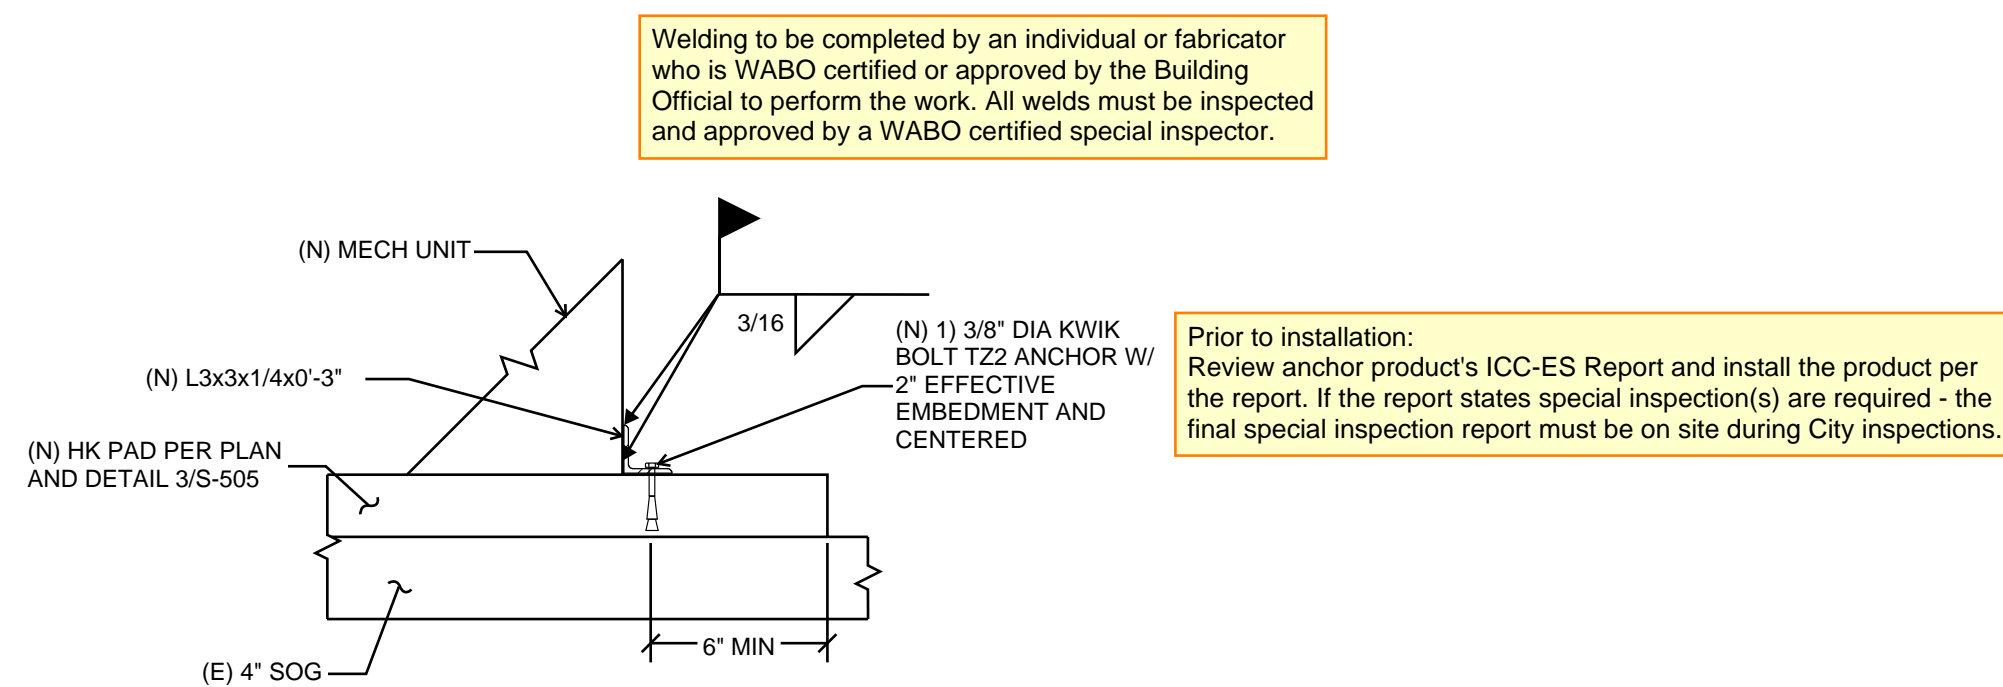 Welding to be completed by an individual or fabricator
who is WABO certified or approved by the Building
Official to perform the work. All welds must be inspected
and approved by a WABO certified special inspector.
(N) MECH UNIT
3/16
(N) 1) 3/8" DIA KWIK
BOLT TZ2 ANCHOR W/
2" EFFECTIVE
EMBEDMENT AND
CENTERED
Prior to installation:
Review anchor product's ICC-ES Report and install the product per
the report. If the report states special inspection(s) are required - the
final special inspection report must be on site during City inspections.
(N) L3x3x1/4x0'-3"
(N) HK PAD PER PLAN
AND DETAIL 3/S-505
6" MIN
(E) 4" SOG